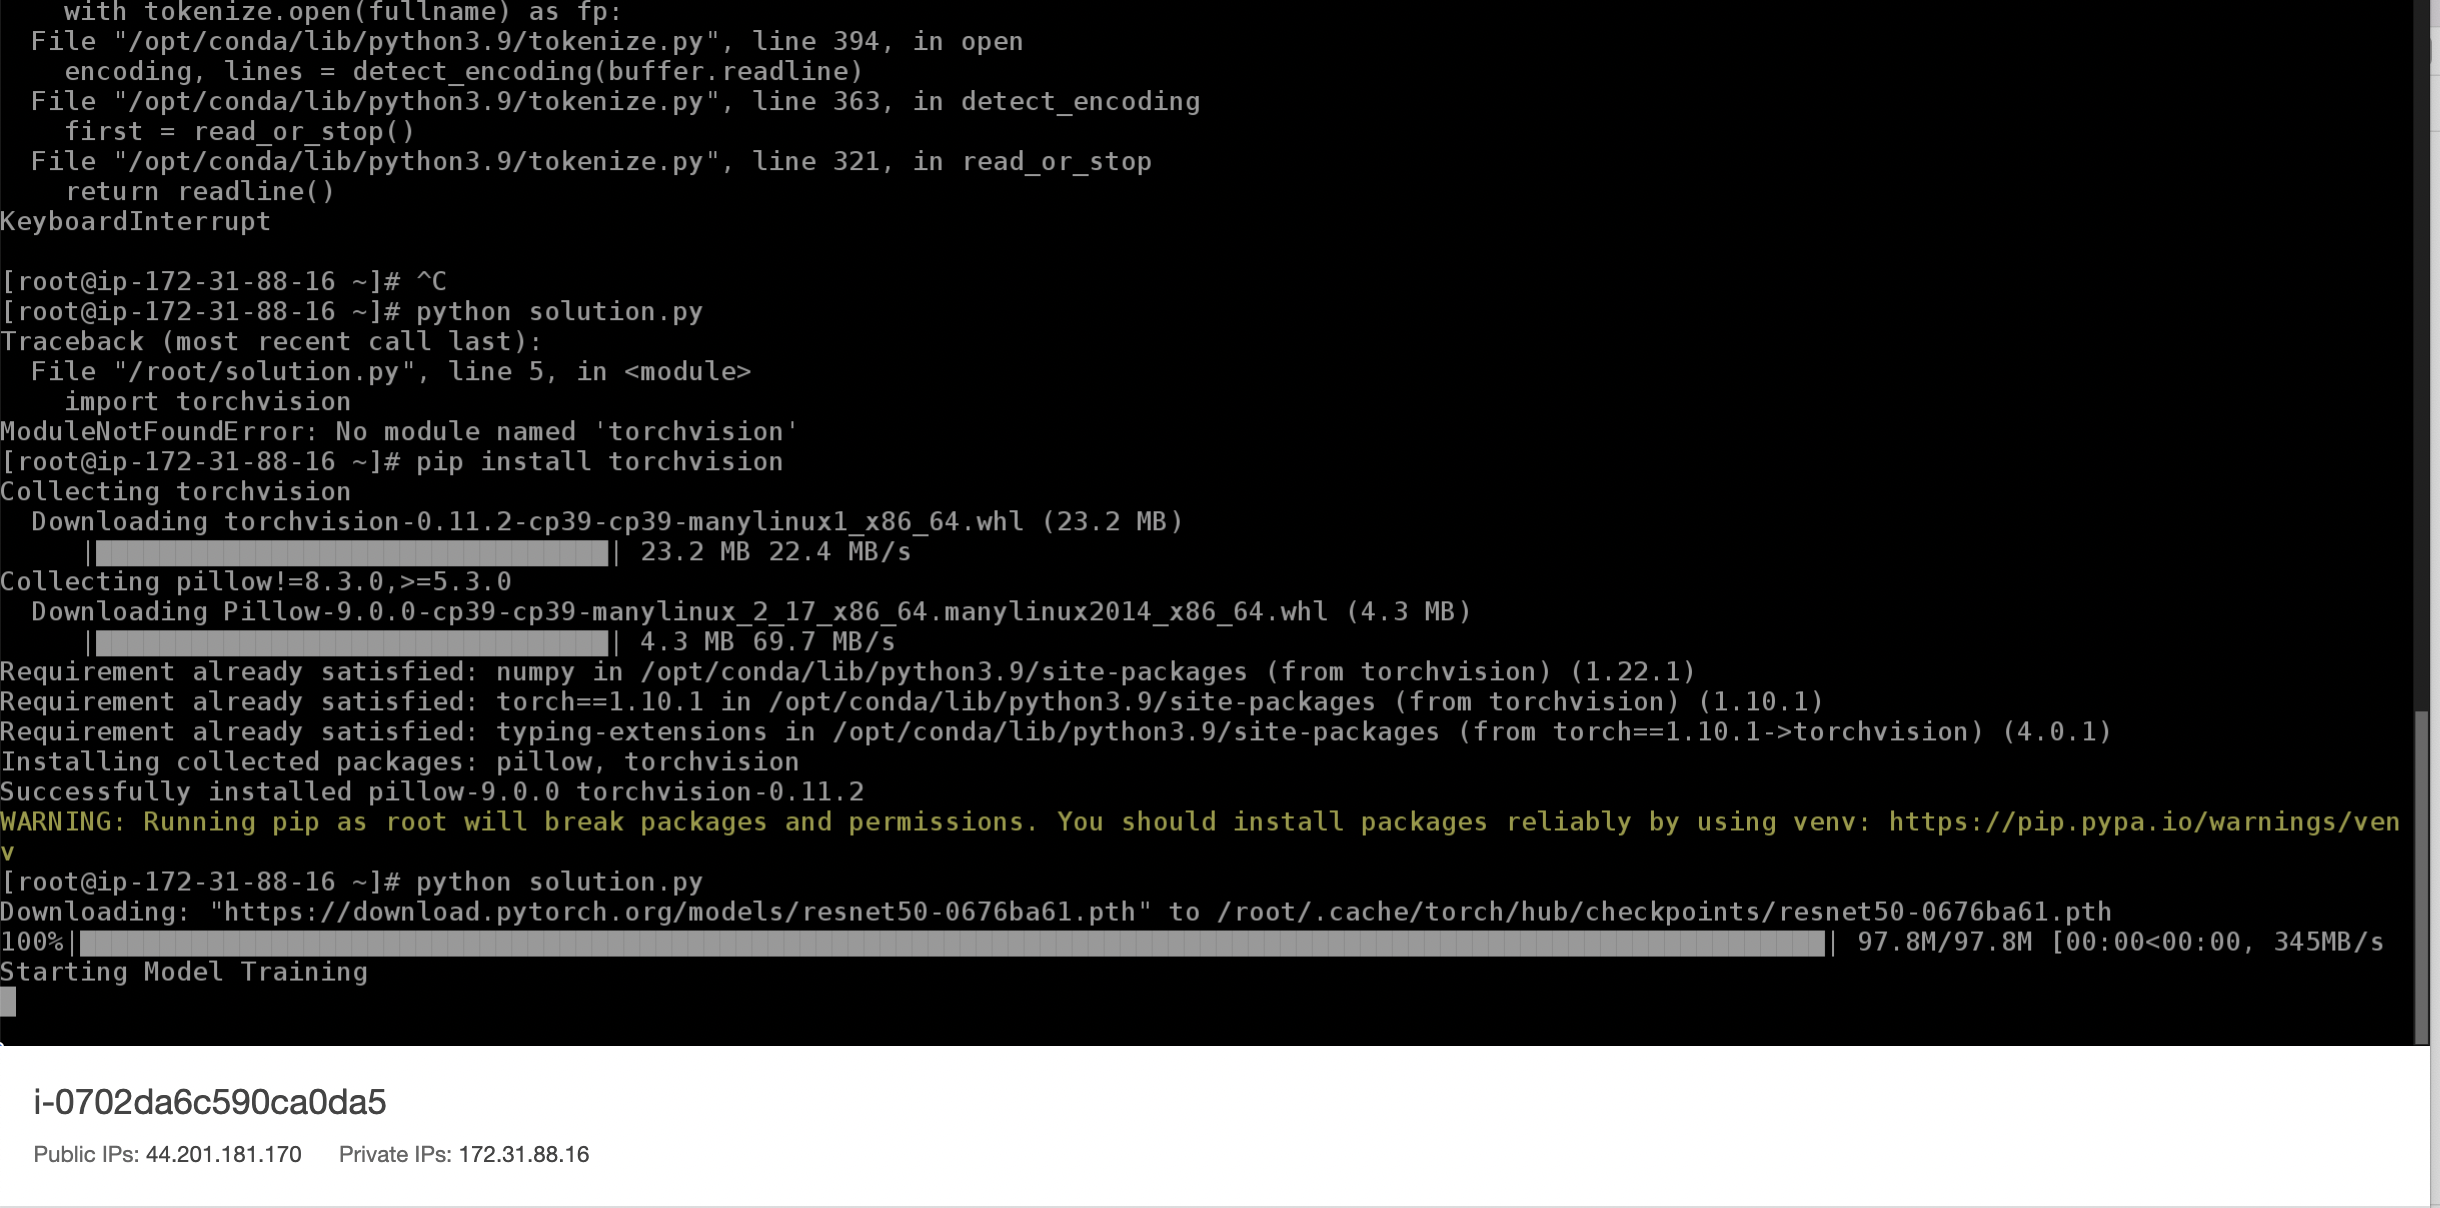 with tokenize.open(fullname) as fp:
File "/opt/conda/lib/python3.9/tokenize.py", line 394, in open
encoding, lines = detect_encoding(buffer.readline)
File "/opt/conda/lib/python3.9/tokenize.py", line 363, in detect_encoding
first = read_or_stop()
File "/opt/conda/lib/python3.9/tokenize.py", line 321, in read_or_stop
return readline()
KeyboardInterrupt
[root@ip-172-31-88-16 ~]# ^C
[root@ip-172-31-88-16 ~]# python solution.py
Traceback (most recent call last):
File "/root/solution.py", line 5, in <module>
import torchvision
ModuleNotFoundError: No module named 'torchvision'
[root@ip-172-31-88-16 ~]# pip install torchvision
Collecting torchvision
Downloading torchvision-0.11.2-cp39-cp39-manylinux1_x86_64.whl (23.2 MB)
| | 23.2 MB 22.4 MB/s
Collecting pillow!=8.3.0,>=5.3.0
Downloading Pillow-9.0.0-cp39-cp39-manylinux_2_17_x86_64.manylinux2014_x86_64.whl (4.3 MB)
| | 4.3 MB 69.7 MB/s
Requirement already satisfied: numpy in /opt/conda/lib/python3.9/site-packages (from torchvision) (1.22.1)
Requirement already satisfied: torch==1.10.1 in /opt/conda/lib/python3.9/site-packages (from torchvision) (1.10.1)
Requirement already satisfied: typing-extensions in /opt/conda/lib/python3.9/site-packages (from torch==1.10.1->torchvision) (4.0.1)
Installing collected packages: pillow, torchvision
Successfully installed pillow-9.0.0 torchvision-0.11.2
WARNING: Running pip as root will break packages and permissions. You should install packages reliably by using venv: https://pip.pypa.io/warnings/ven
v
[root@ip-172-31-88-16 ~]# python solution.py
Downloading: "https://download.pytorch.org/models/resnet50-0676ba61.pth" to /root/.cache/torch/hub/checkpoints/resnet50-0676ba61.pth
100%| | 97.8M/97.8M [00:00<00:00, 345MB/s
Starting Model Training
i-0702da6c590ca0da5
Public IPs: 44.201.181.170 Private IPs: 172.31.88.16